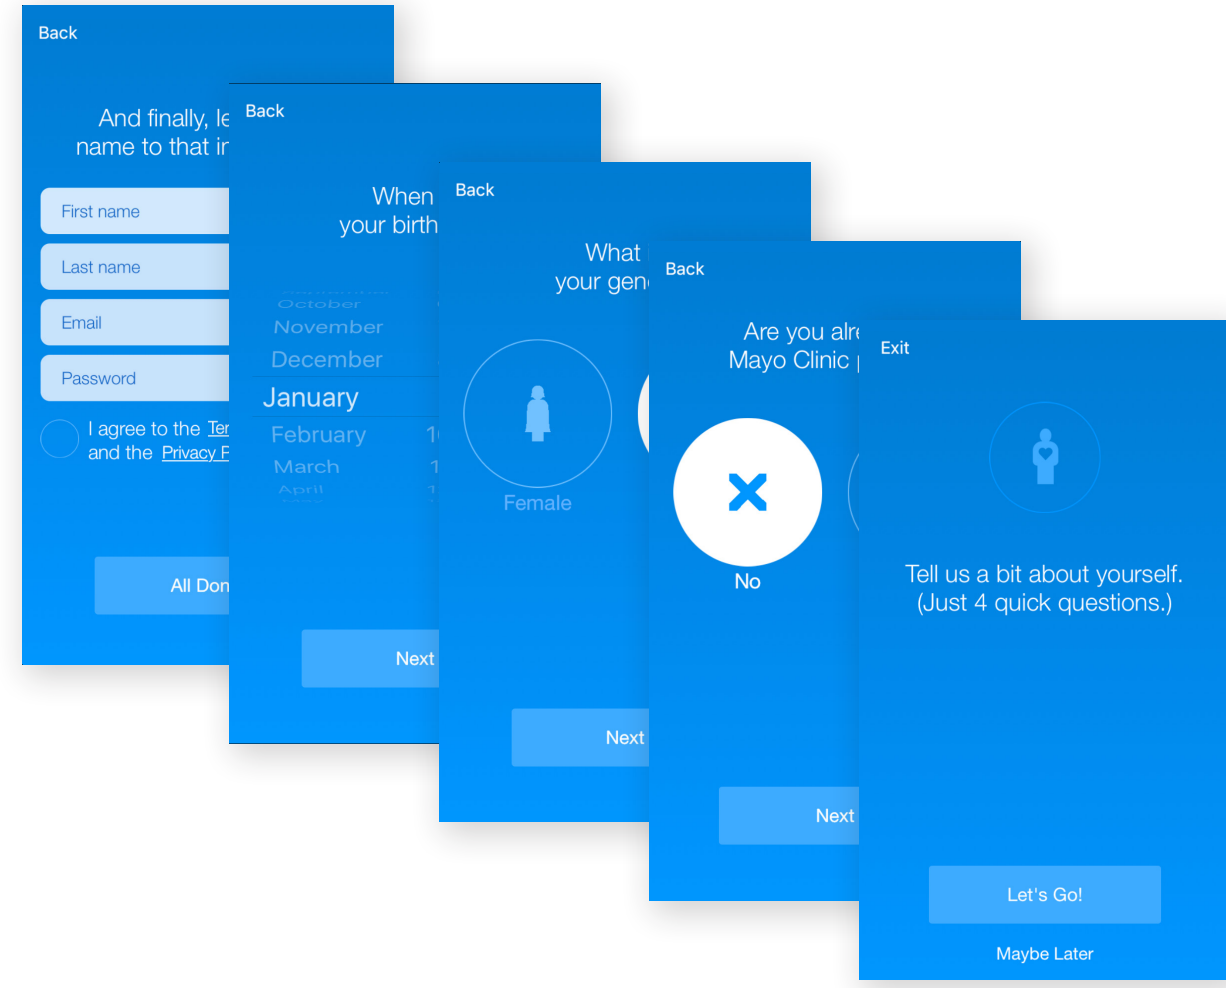 Back
And finally, le
name to that in
First name
Last name
Email
Password
I agree to the Ter
and the Privacy P
All Don
Back
When
your birth
October
November
December
January
February
March
April
Next
Back
What i
your gen
Female
Next
Back
Are you alre
Mayo Clinic p
No
Next
Exit
Tell us a bit about yourself.
(Just 4 quick questions.)
Let's Go!
Maybe Later